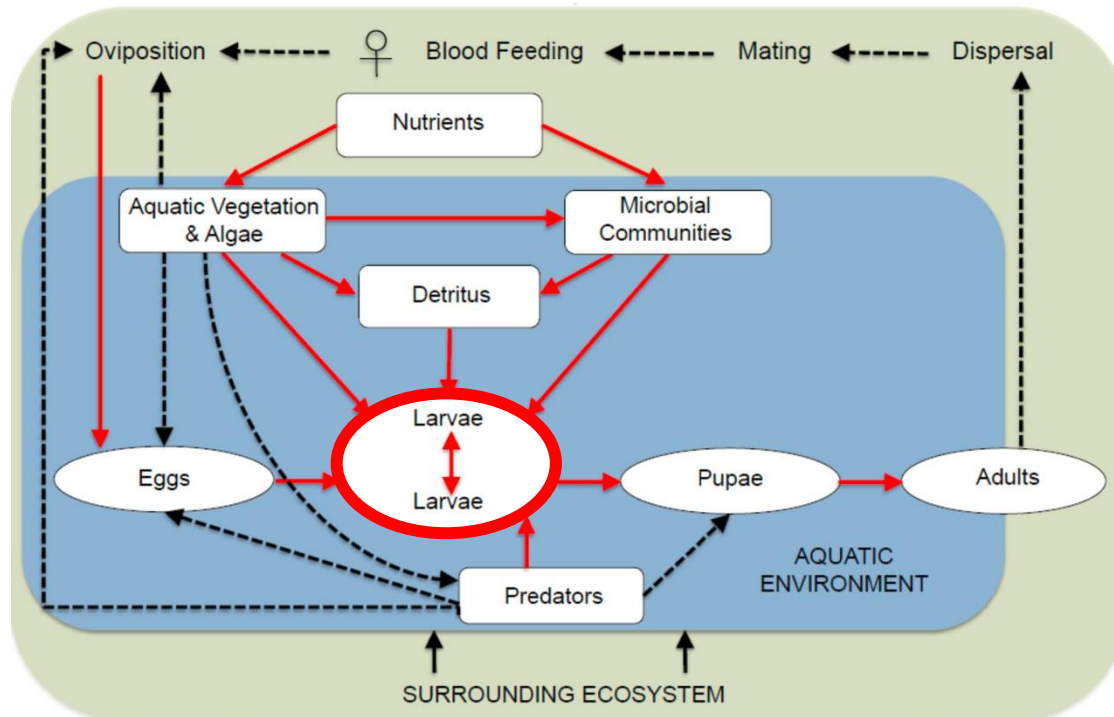 Oviposition
Blood Feeding
Mating
Dispersal
Nutrients
Aquatic Vegetation
& Algae
Microbial
Communities
Detritus
Larvae
Larvae
Eggs
Pupae
Adults
AQUATIC
ENVIRONMENT
Predators
SURROUNDING ECOSYSTEM